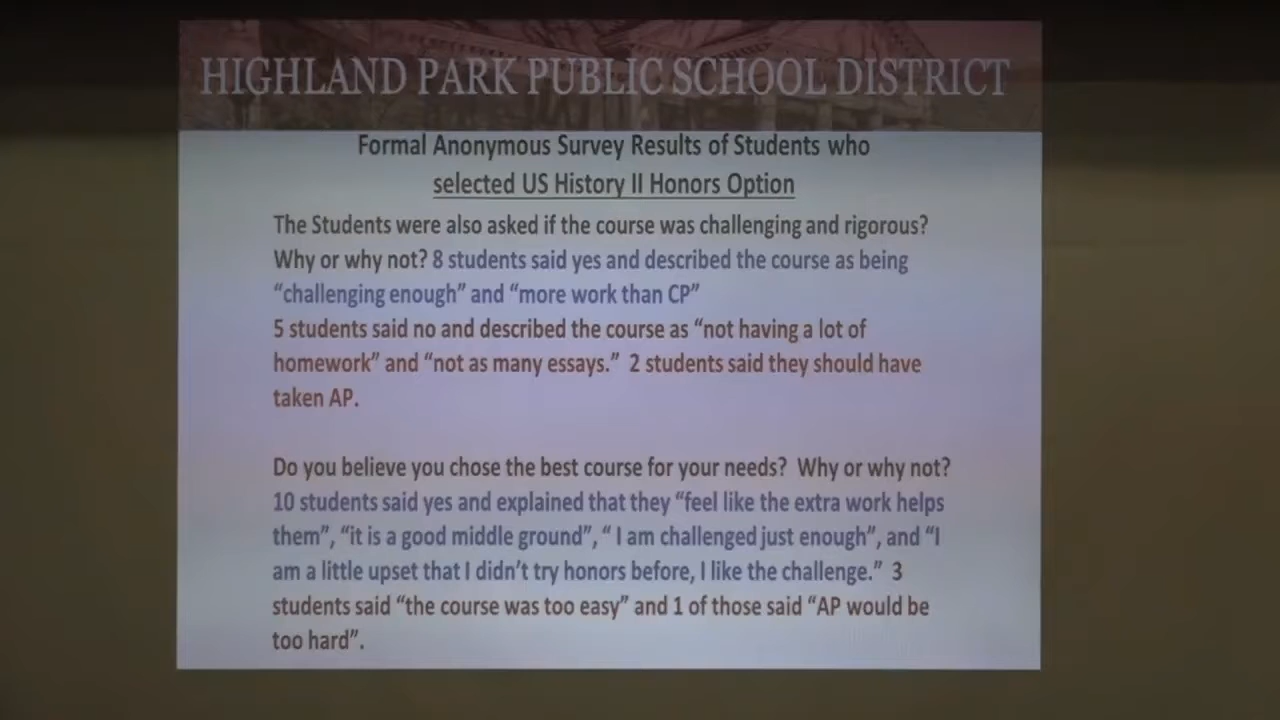 HIGHLAND PARK PUBLIC SCHOOL DISTRICT
Formal Anonymous Survey Results of Students who
selected US History II Honors Option
The Students were also asked if the course was challenging and rigorous?
Why or why not? 8 students said yes and described the course as being
“challenging enough” and “more work than CP”
5 students said no and described the course as “not having a lot of
homework” and “not as many essays.”  2 students said they should have
taken AP.
Do you believe you chose the best course for your needs?  Why or why not?
10 students said yes and explained that they “feel like the extra work helps
them”, “it is a good middle ground”, “ I am challenged just enough”, and “I
am a little upset that I didn’t try honors before, I like the challenge.”  3
students said “the course was too easy” and 1 of those said “AP would be
too hard”.